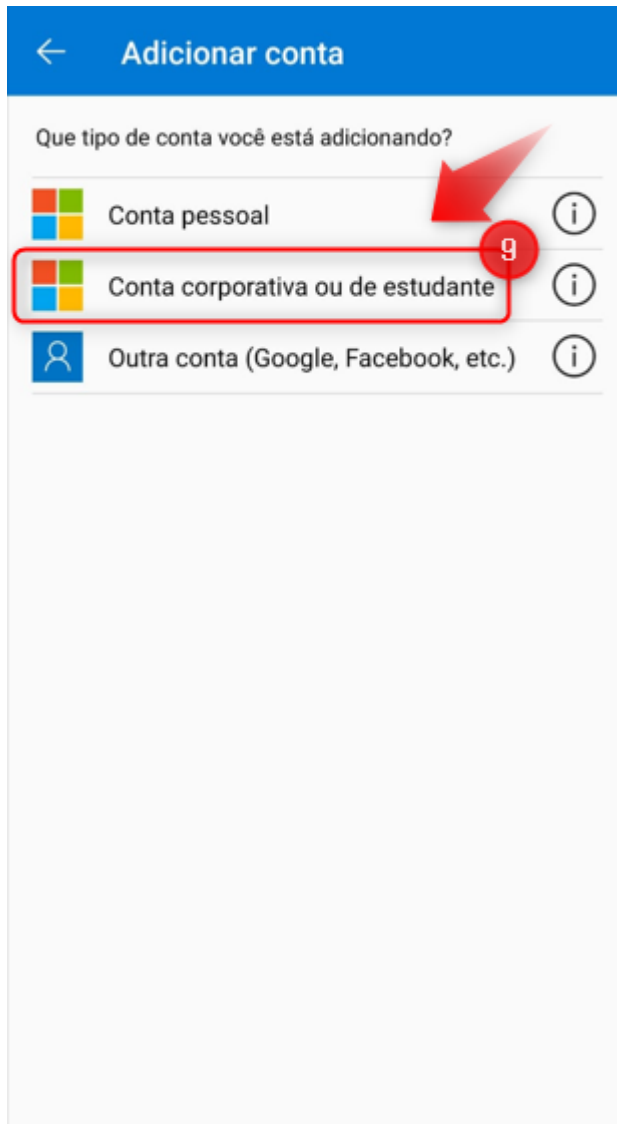 Adicionar conta
Que tipo de conta você está adicionando?
Conta pessoal
9
Conta corporativa ou de estudante
Outra conta (Google, Facebook, etc.)